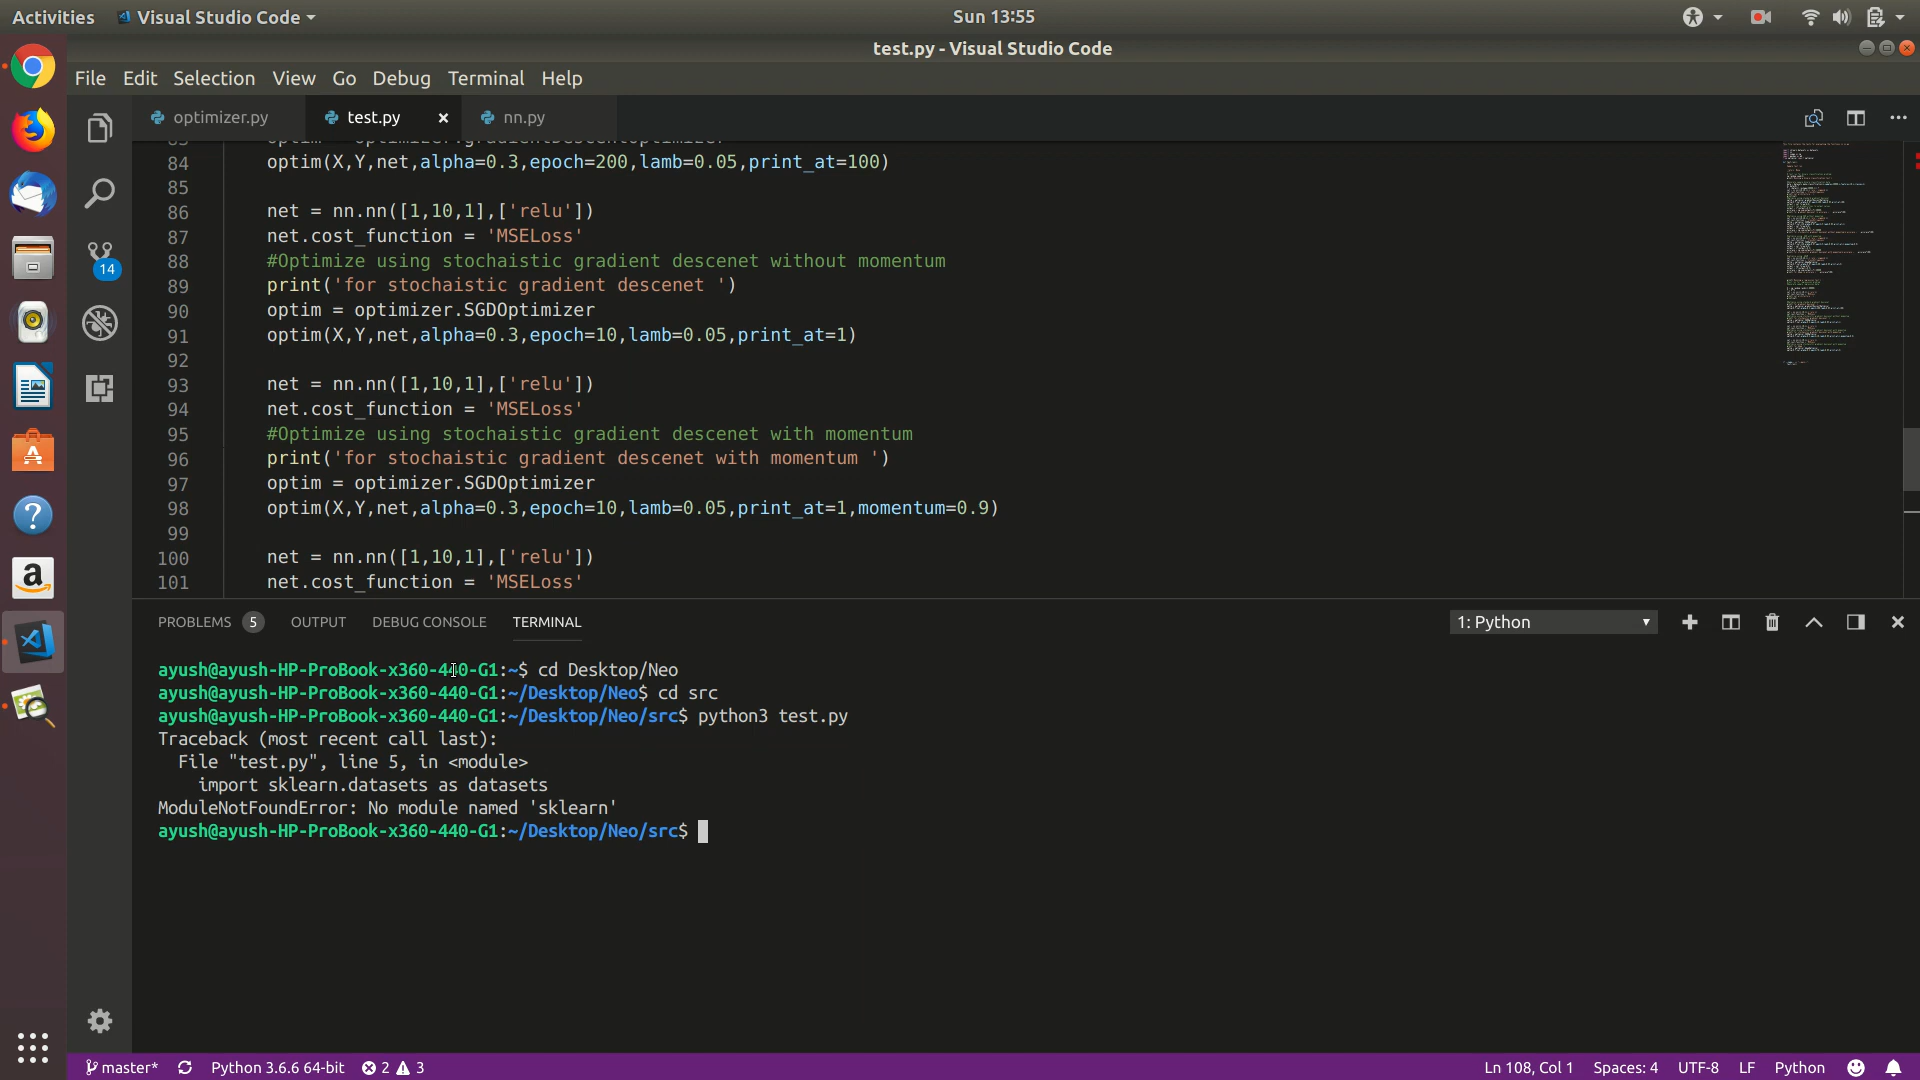 Activities Visual Studio Code Sun 13:55
test.py - Visual Studio Code
File Edit Selection View Go Debug Terminal Help
optimizer.py test.py nn.py
84 optim(X,Y,net,alpha=0.3,epoch=200,lamb=0.05,print_at=100)
85
86 net = nn.nn([1,10,1],['relu'])
87 net.cost_function = 'MSELoss'
88 #Optimize using stochaistic gradient descenet without momentum
89 print('for stochaistic gradient descenet ')
90 optim = optimizer.SGDOptimizer
91 optim(X,Y,net,alpha=0.3,epoch=10,lamb=0.05,print_at=1)
92
93 net = nn.nn([1,10,1],['relu'])
94 net.cost_function = 'MSELoss'
95 #Optimize using stochaistic gradient descenet with momentum
96 print('for stochaistic gradient descenet with momentum ')
97 optim = optimizer.SGDOptimizer
98 optim(X,Y,net,alpha=0.3,epoch=10,lamb=0.05,print_at=1,momentum=0.9)
99
100 net = nn.nn([1,10,1],['relu'])
101 net.cost_function = 'MSELoss'
14
PROBLEMS 5 OUTPUT DEBUG CONSOLE TERMINAL 1: Python
ayush@ayush-HP-ProBook-x360-440-G1:~$ cd Desktop/Neo
ayush@ayush-HP-ProBook-x360-440-G1:~/Desktop/Neo$ cd src
ayush@ayush-HP-ProBook-x360-440-G1:~/Desktop/Neo/src$ python3 test.py
Traceback (most recent call last):
File "test.py", line 5, in <module>
import sklearn.datasets as datasets
ModuleNotFoundError: No module named 'sklearn'
ayush@ayush-HP-ProBook-x360-440-G1:~/Desktop/Neo/src$
master* Python 3.6.6 64-bit 2 3 Ln 108, Col 1 Spaces: 4 UTF-8 LF Python